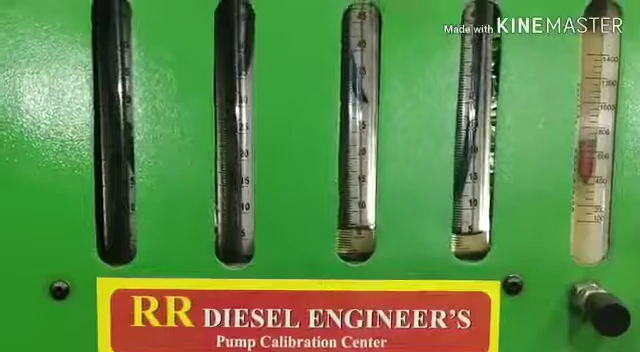 Made with KINEMASTER
RR DIESEL ENGINEER'S
Pump Calibration Center